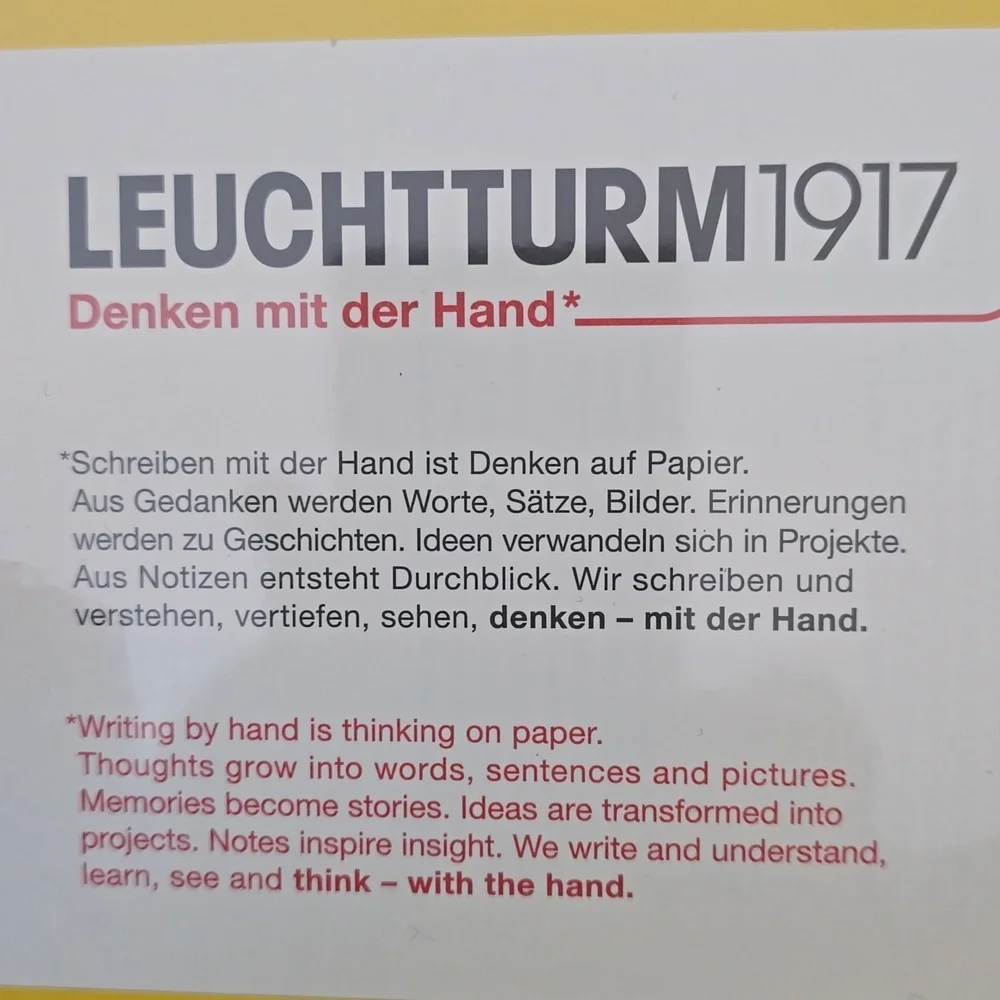 LEUCHTTURM1917
Denken mit der Hand*
*Schreiben mit der Hand ist Denken auf Papier.
Aus Gedanken werden Worte, Sätze, Bilder. Erinnerungen
werden zu Geschichten. Ideen verwandeln sich in Projekte.
Aus Notizen entsteht Durchblick. Wir schreiben und
verstehen, vertiefen, sehen, denken – mit der Hand.
*Writing by hand is thinking on paper.
Thoughts grow into words, sentences and pictures.
Memories become stories. Ideas are transformed into
projects. Notes inspire insight. We write and understand,
learn, see and think – with the hand.